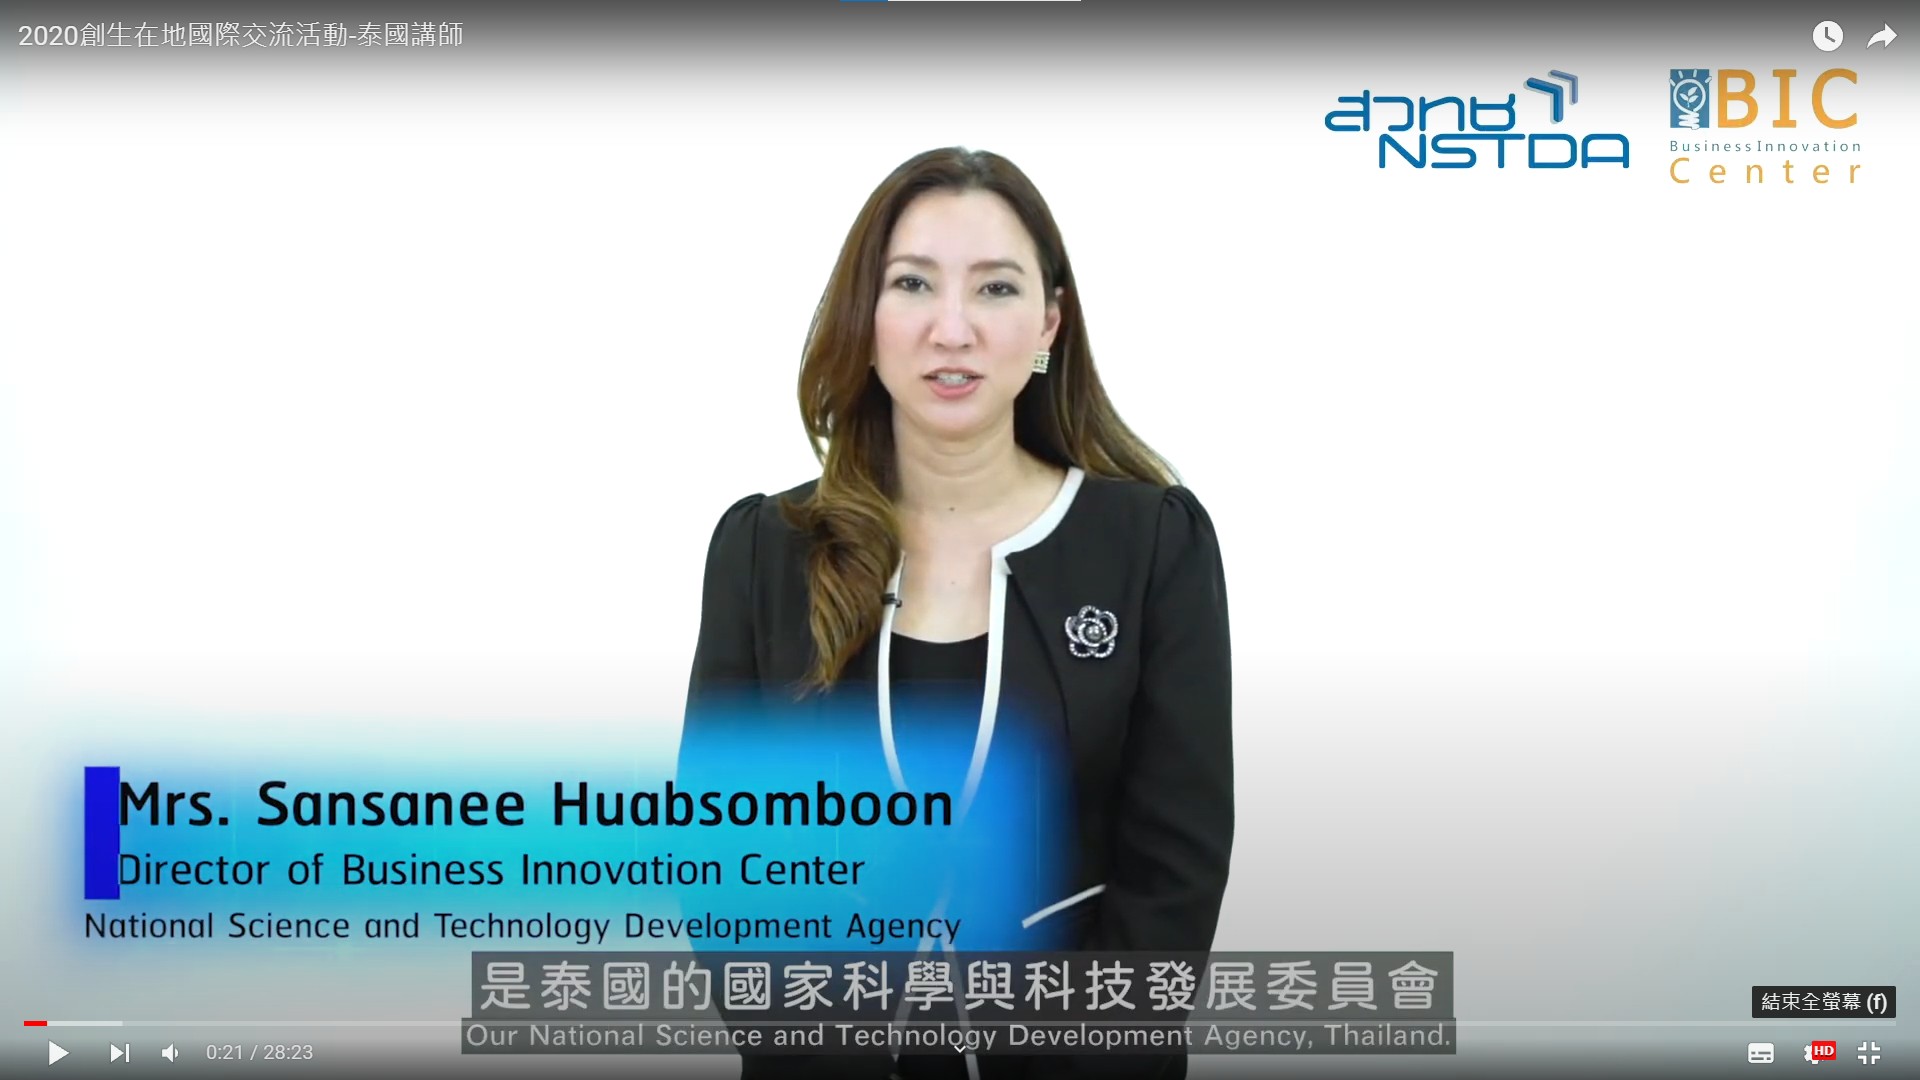 2020創生在地國際交流活動-泰國講師
สวทช
NSTDA
BIC
Business Innovation
Center
Mrs. Sansanee Huabsomboon
Director of Business Innovation Center
National Science and Technology Development Agency
是泰國的國家科學與科技發展委員會
Our National Science and Technology Development Agency, Thailand.
結束全螢幕 (f)
0:21 / 28:23
HD